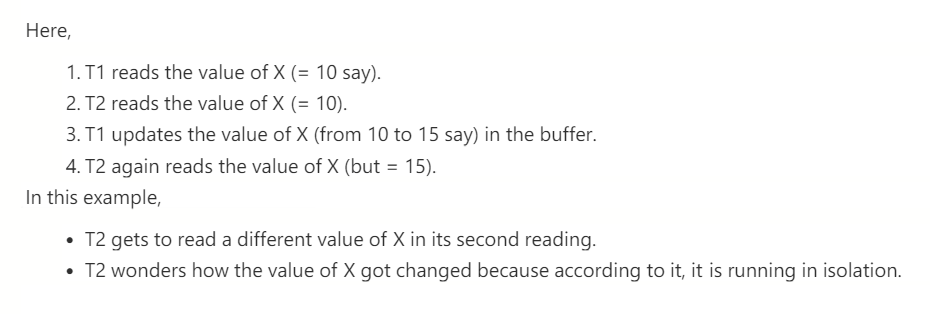 Here,
1. T1 reads the value of X (= 10 say).
2. T2 reads the value of X (= 10).
3. T1 updates the value of X (from 10 to 15 say) in the buffer.
4. T2 again reads the value of X (but = 15).
In this example,
• T2 gets to read a different value of X in its second reading.
• T2 wonders how the value of X got changed because according to it, it is running in isolation.